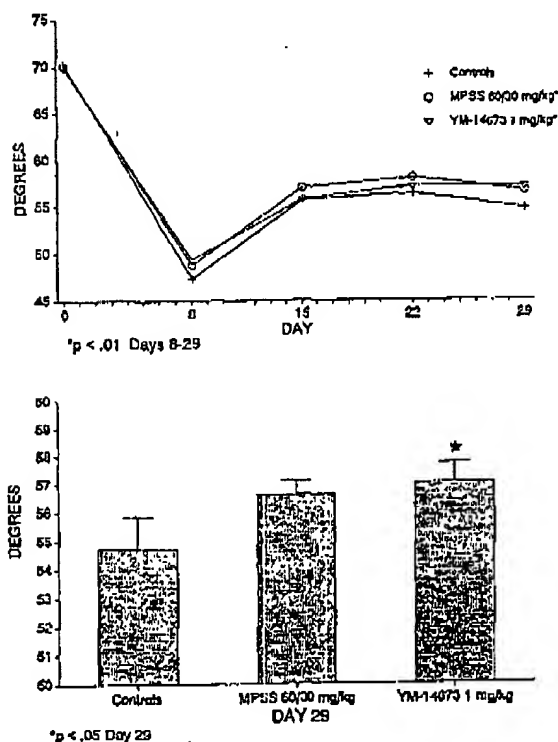 75
70
65
60
55
50
45
DEGREES
Controls
MPSS 60/30 mg/kg*
YM-14673 1 mg/kg*
0 8 15 22 29
DAY
*p < .01 Days 8-29
60
59
58
57
56
55
54
53
52
51
50
DEGREES
Controls MPSS 60/30 mg/kg YM-14673 1 mg/kg
DAY 29
*p < .05 Day 29